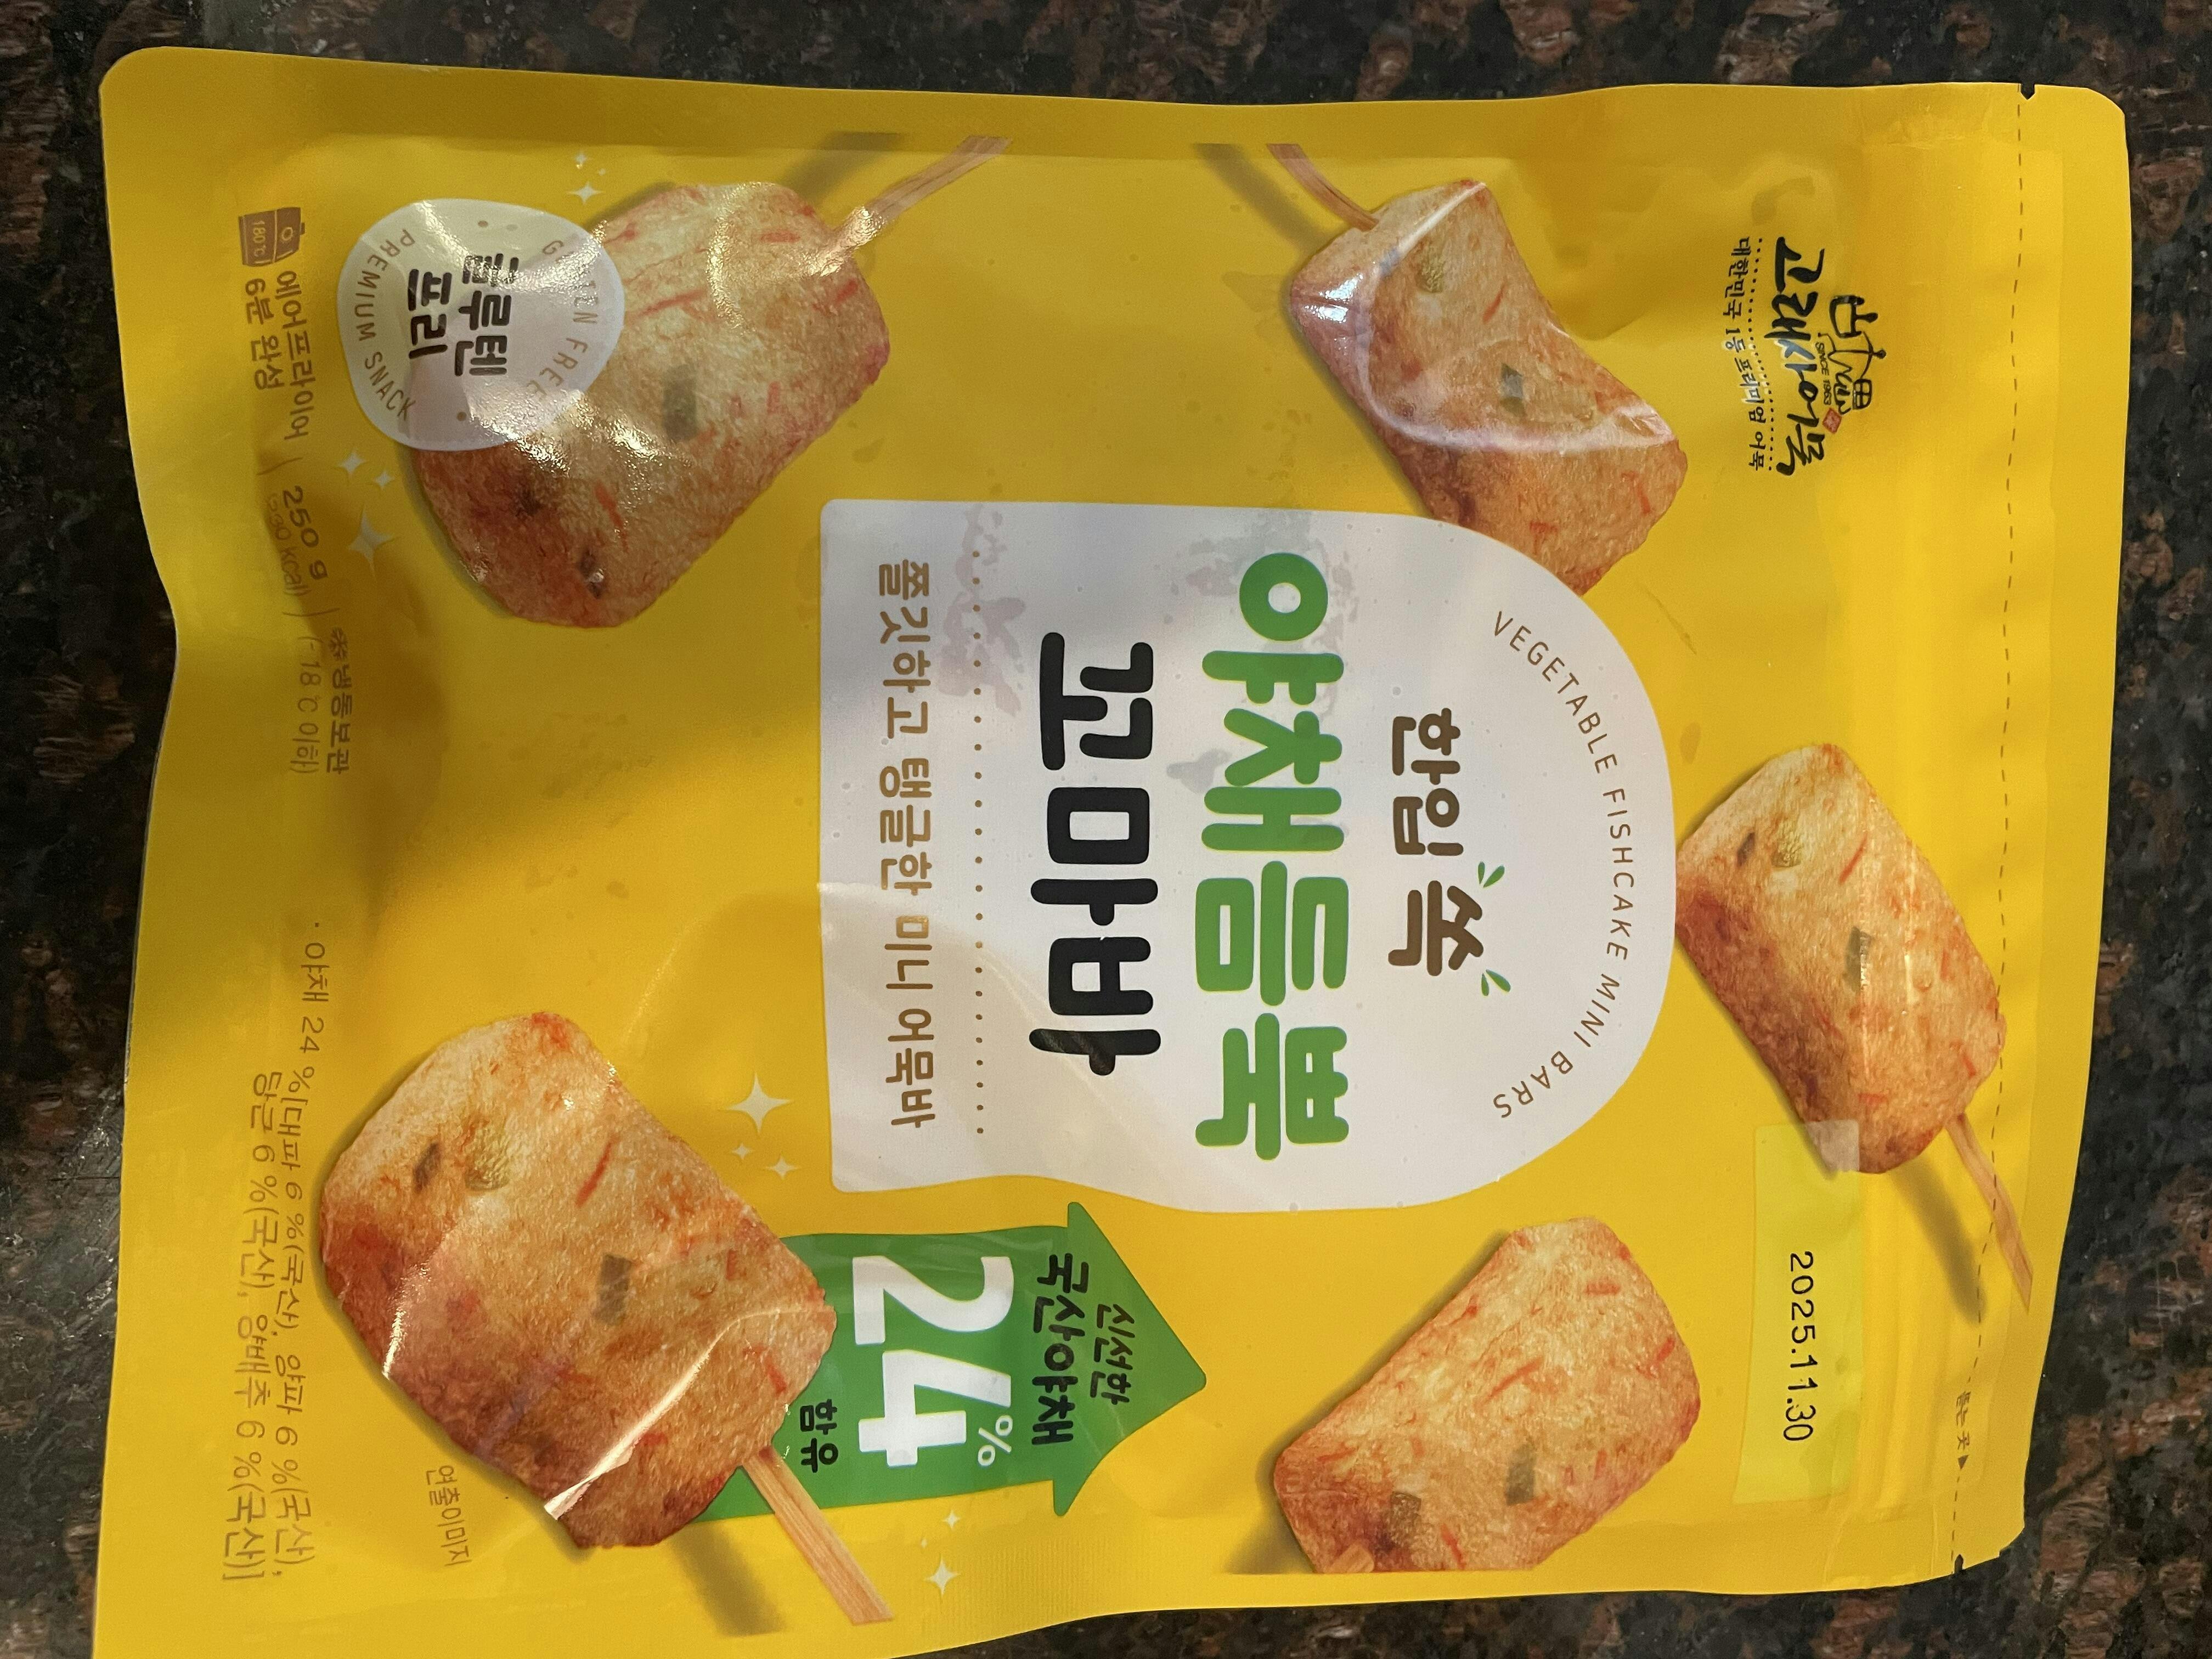 SINCE 1963
고래사어묵
대한민국 1등 프리미엄 어묵
뜯는 곳
2025.11.30
VEGETABLE FISHCAKE MINI BARS
한입 쏙
야채듬뿍
꼬마바
쫄깃하고 탱글한 미니 어묵바
신선한
국산야채
24%
함유
GLUTEN FREE
글루텐
프리
PREMIUM SNACK
연출이미지
180℃
에어프라이어
6분 완성
250 g
❄냉동보관
(-18℃ 이하)
· 야채 24 %[대파 6 %(국산), 양파 6 %(국산),
당근 6 %(국산), 양배추 6 %(국산)]